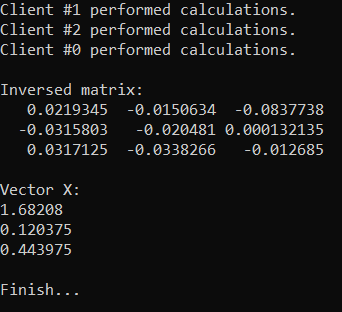 Client #1 performed calculations.
Client #2 performed calculations.
Client #0 performed calculations.
Inversed matrix:
0.0219345 -0.0150634 -0.0837738
-0.0315803 -0.020481 0.000132135
0.0317125 -0.0338266 -0.012685
Vector X:
1.68208
0.120375
0.443975
Finish...